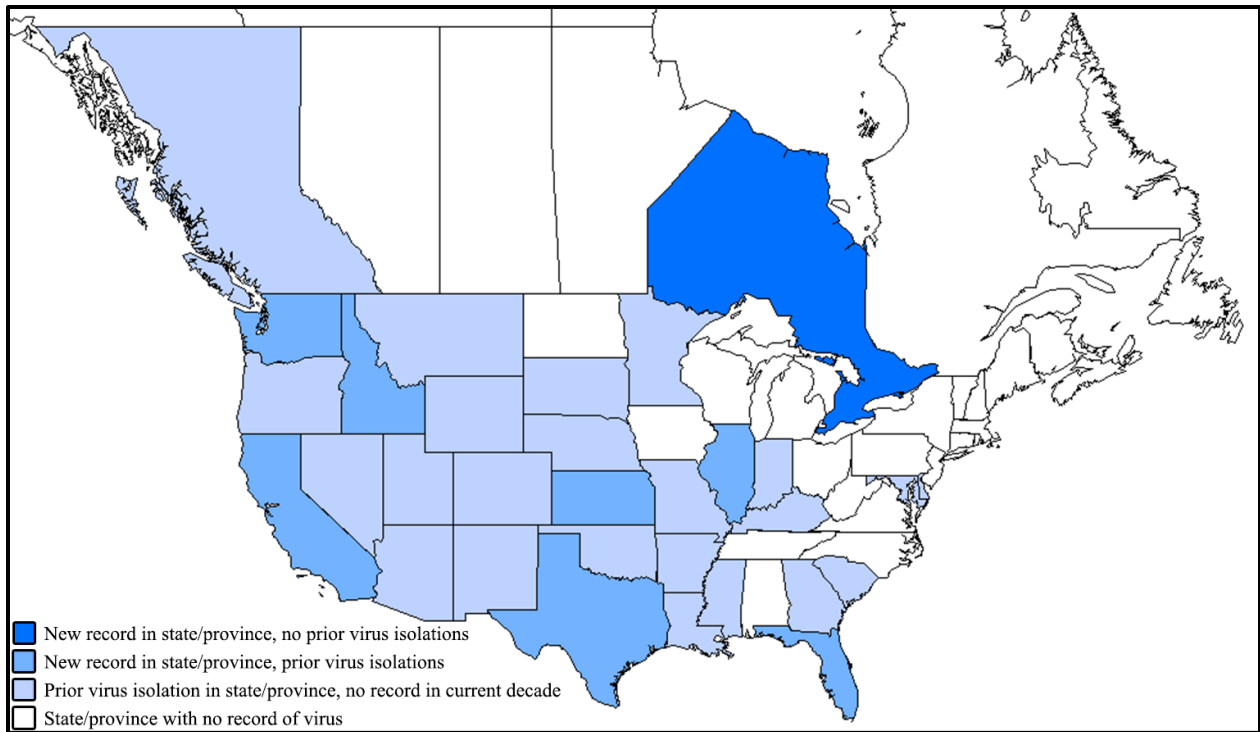 New record in state/province, no prior virus isolations
New record in state/province, prior virus isolations
Prior virus isolation in state/province, no record in current decade
State/province with no record of virus